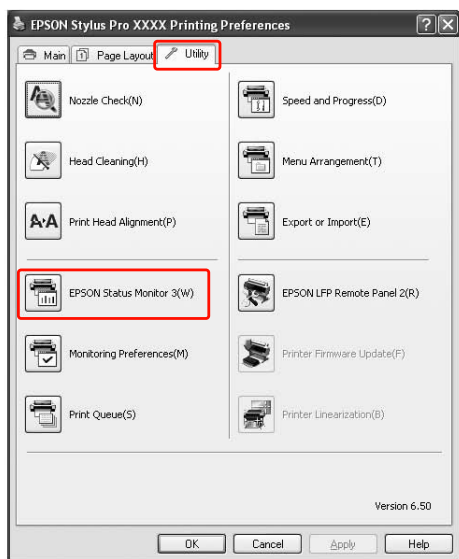 EPSON Stylus Pro XXXX Printing Preferences
Main Page Layout Utility
Nozzle Check(N)
Speed and Progress(D)
Head Cleaning(H)
Menu Arrangement(T)
A›A Print Head Alignment(P)
Export or Import(E)
EPSON Status Monitor 3(W)
EPSON LFP Remote Panel 2(R)
Monitoring Preferences(M)
Printer Firmware Update(F)
Print Queue(S)
Printer Linearization(B)
Version 6.50
OK Cancel Apply Help